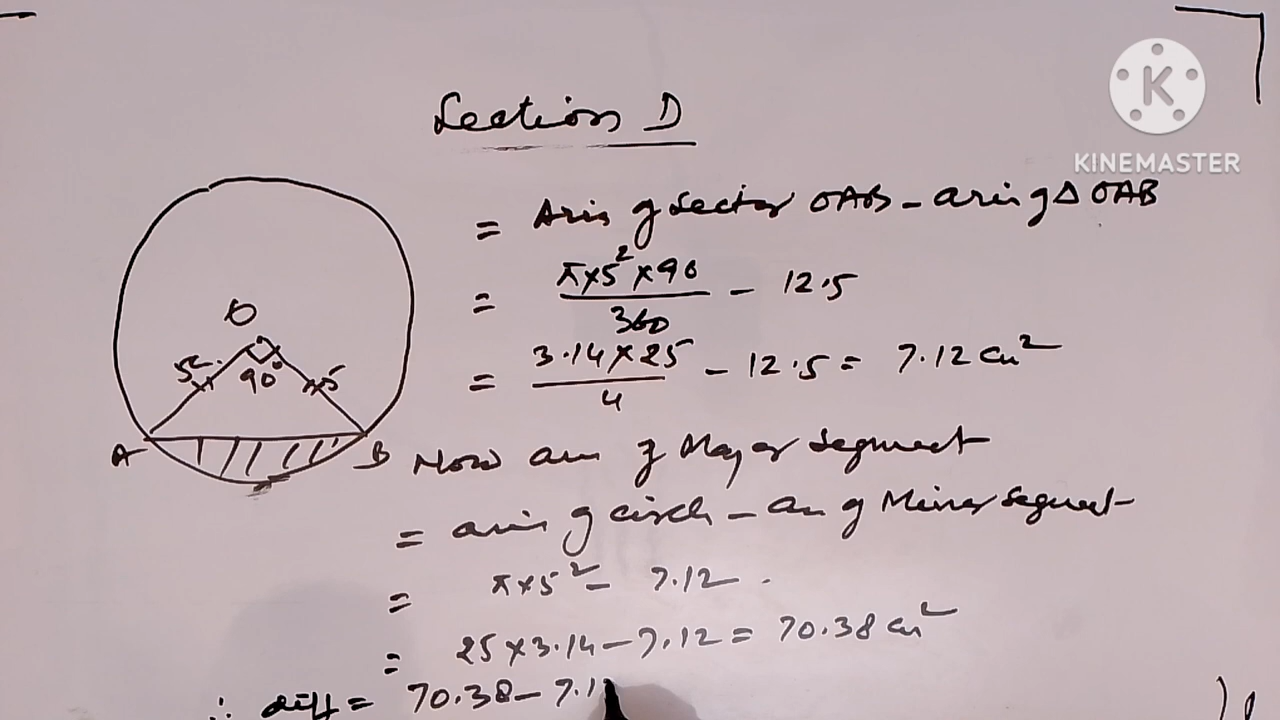 Section D
KINEMASTER
= Area of sector OAB - area of Δ OAB
= π×5²×90 / 360 - 12.5
= 3.14×25 / 4 - 12.5 = 7.12 cm²
O
5
90°
5
A
B
Now area of Major segment
= area of circle - area of Minor segment
= π×5² - 7.12
= 25×3.14 - 7.12 = 70.38 cm²
∴ diff = 70.38 - 7.1